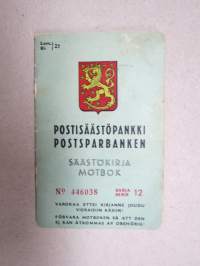 POSTISÄÄSTÖPANKKI
POSTSPARBANKEN
SÄÄSTÖKIRJA
MOTBOK
Nº 446038 SARJA SERIE 12
VAROKAA ETTEI KIRJANNE JOUDU
VIERAISIIN KÄSIIN!
FÖRVARA MOTBOKEN SÅ ATT DEN
EJ KAN ÅTKOMMAS AV OBEHÖRIG!